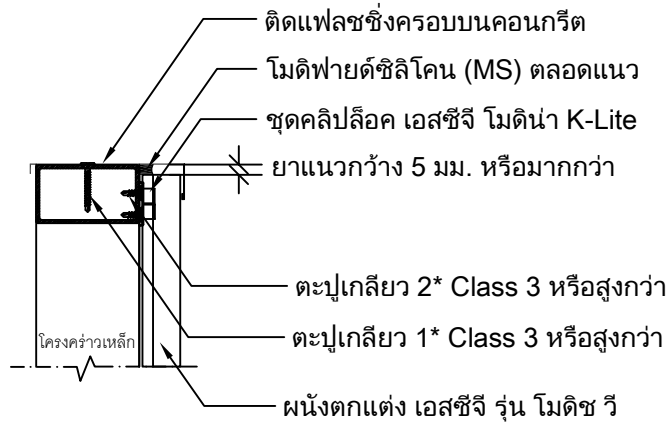 ติดแฟลชชิ่งครอบบนคอนกรีต
โมดิฟายด์ซิลิโคน (MS) ตลอดแนว
ชุดคลิปล็อค เอสซีจี โมดิน่า K-Lite
ยาแนวกว้าง 5 มม. หรือมากกว่า
ตะปูเกลียว 2* Class 3 หรือสูงกว่า
โครงคร่าวเหล็ก
ตะปูเกลียว 1* Class 3 หรือสูงกว่า
ผนังตกแต่ง เอสซีจี รุ่น โมดิช วี